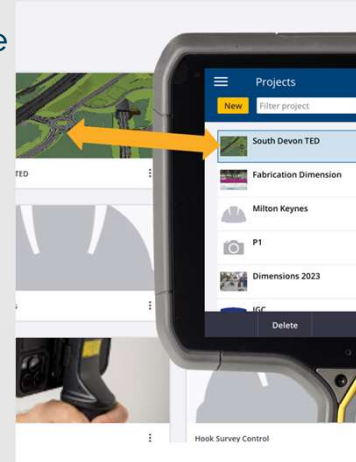 e
Projects
New
Filter project
South Devon TED
TED
Fabrication Dimension
Milton Keynes
P1
Dimensions 2023
s
IGC
Delete
Hook Survey Control